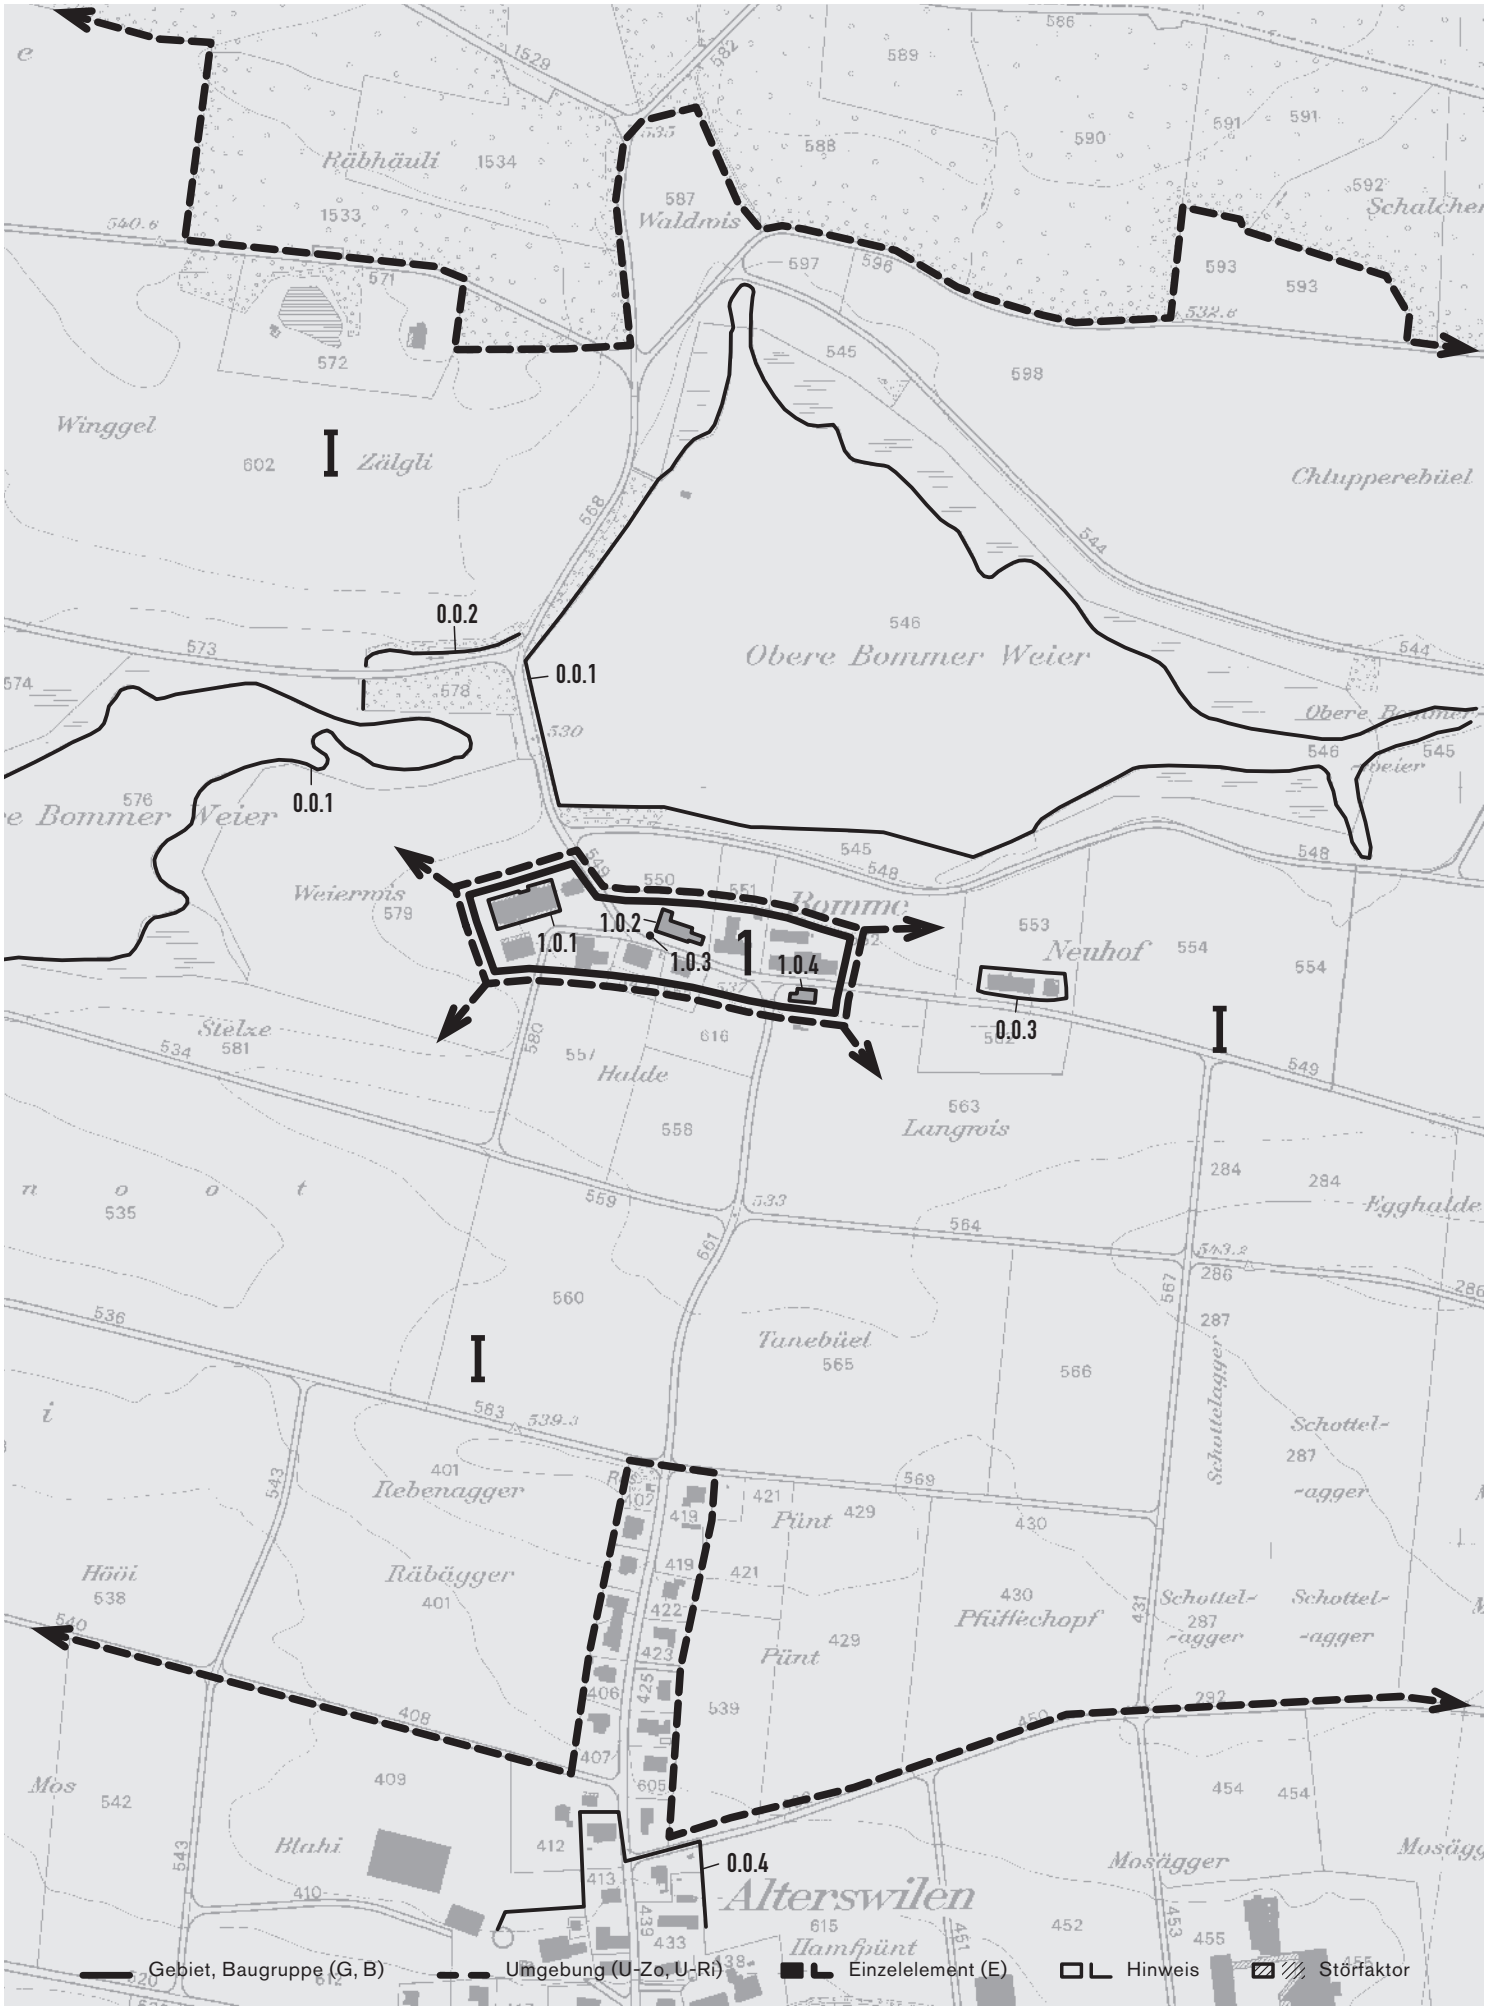 586
e
1529
582
589
591
591
535
588
590
Räbhäuli
1534
592
587
Schalchen
1533
Waldwis
540.6
597
596
593
593
571
532.6
572
545
598
Winggel
I
602
Zälgli
Chlupperebüel
568
544
0.0.2
546
573
Obere Bommer Weier
544
0.0.1
574
578
Obere Bommer-
530
546
545
-weier
576
0.0.1
re Bommer Weier
545
548
548
549
550
551
Weierwis
579
Bomme
1.0.2
553
1.0.1
1
Neuhof
554
1.0.3
1.0.4
554
537
0.0.3
I
Stelze
534
581
580
616
557
549
Halde
563
Langwis
558
284
284
n o o t
559
533
Egghalde
535
564
561
543.2
286
286
567
560
536
287
Tanebüel
565
I
566
Schottelagger
i
583
539.3
Schottel-
287
401
569
Res
Rebenagger
402
421
-agger
543
419
Pünt
429
430
Hööi
Räbägger
419
421
538
401
430
422
Pfiffechopf
431
Schottel-
Schottel-
540
287
-agger
-agger
423
429
Pünt
406
425
408
539
292
450
407
409
605
Mos
454
454
542
Blahi
412
Mosägger
Mosägg
543
0.0.4
413
Alterswilen
410
439
615
452
451
453
455
433
Hamfpünt
438
455
Gebiet, Baugruppe (G, B)
Umgebung (U-Zo, U-Ri)
Einzelelement (E)
Hinweis
Störfaktor
612